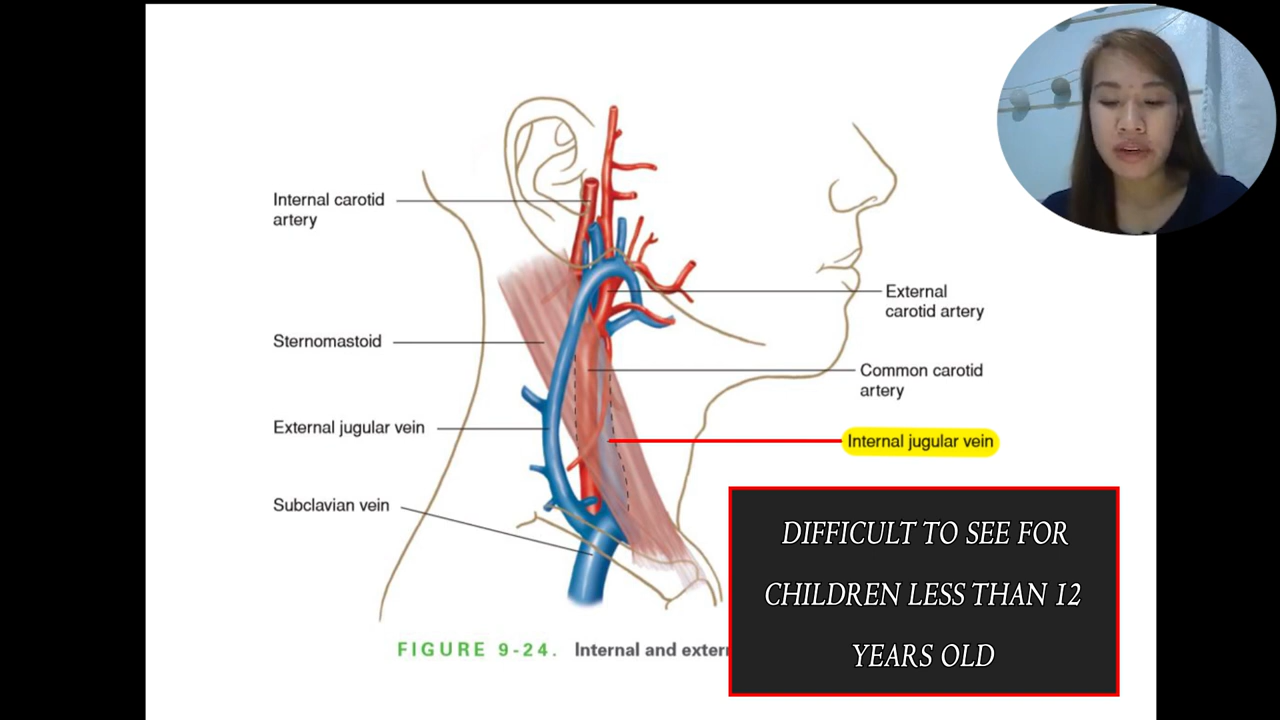 Internal carotid
artery
Sternomastoid
External jugular vein
Subclavian vein
External
carotid artery
Common carotid
artery
Internal jugular vein
DIFFICULT TO SEE FOR
CHILDREN LESS THAN 12
YEARS OLD
FIGURE 9-24. Internal and